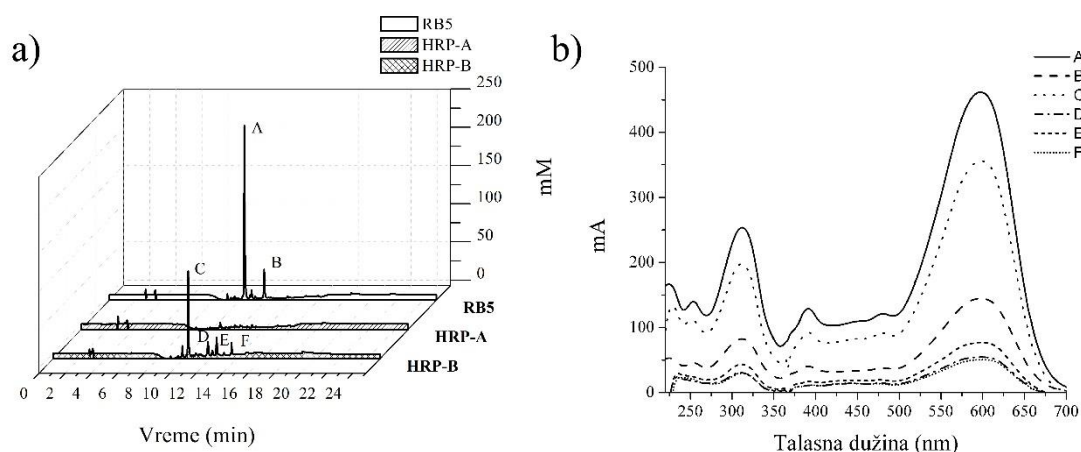 a)
RB5
HRP-A
HRP-B
250
200
150
100
50
0
mM
A
B
C
D
E
F
RB5
HRP-A
HRP-B
0 2 4 6 8 10 12 14 16 18 20 22 24
Vreme (min)
b)
A
B
C
D
E
F
500
400
300
200
100
0
mA
250 300 350 400 450 500 550 600 650 700
Talasna dužina (nm)